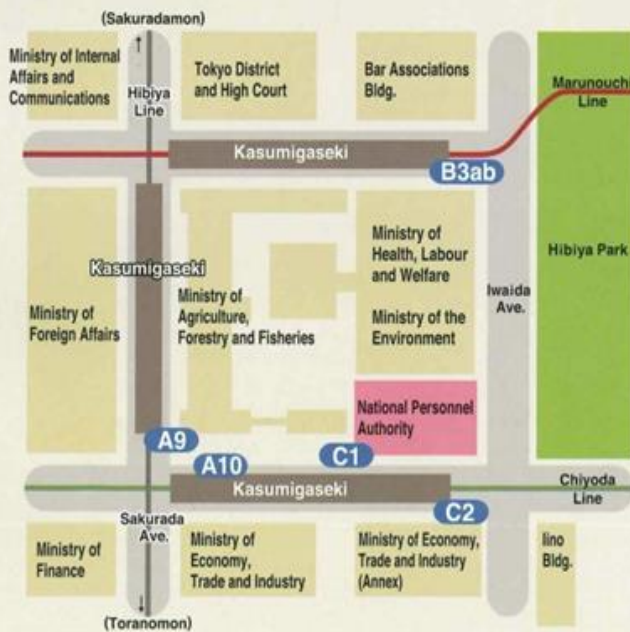 (Sakuradamon)
↑
Ministry of Internal
Affairs and
Communications
Hibiya
Line
Tokyo District
and High Court
Bar Associations
Bldg.
Marunouchi
Line
Kasumigaseki
B3ab
Kasumigaseki
Ministry of
Foreign Affairs
Ministry of
Agriculture,
Forestry and Fisheries
Ministry of
Health, Labour
and Welfare
Ministry of the
Environment
Iwaida
Ave.
Hibiya Park
National Personnel
Authority
A9
A10
C1
Kasumigaseki
C2
Chiyoda
Line
Sakurada
Ave.
Ministry of
Finance
Ministry of
Economy,
Trade and Industry
Ministry of Economy,
Trade and Industry
(Annex)
Iino
Bldg.
↓
(Toranomon)